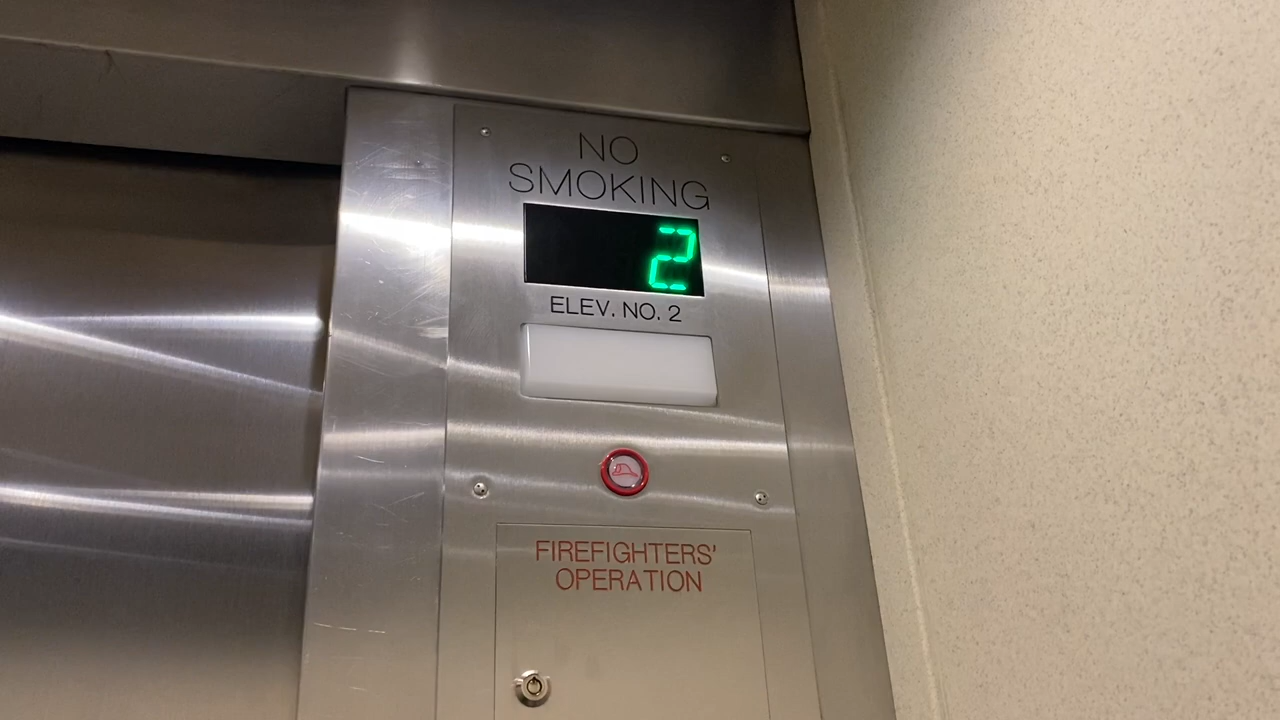 NO
SMOKING
2
ELEV. NO. 2
FIREFIGHTERS'
OPERATION